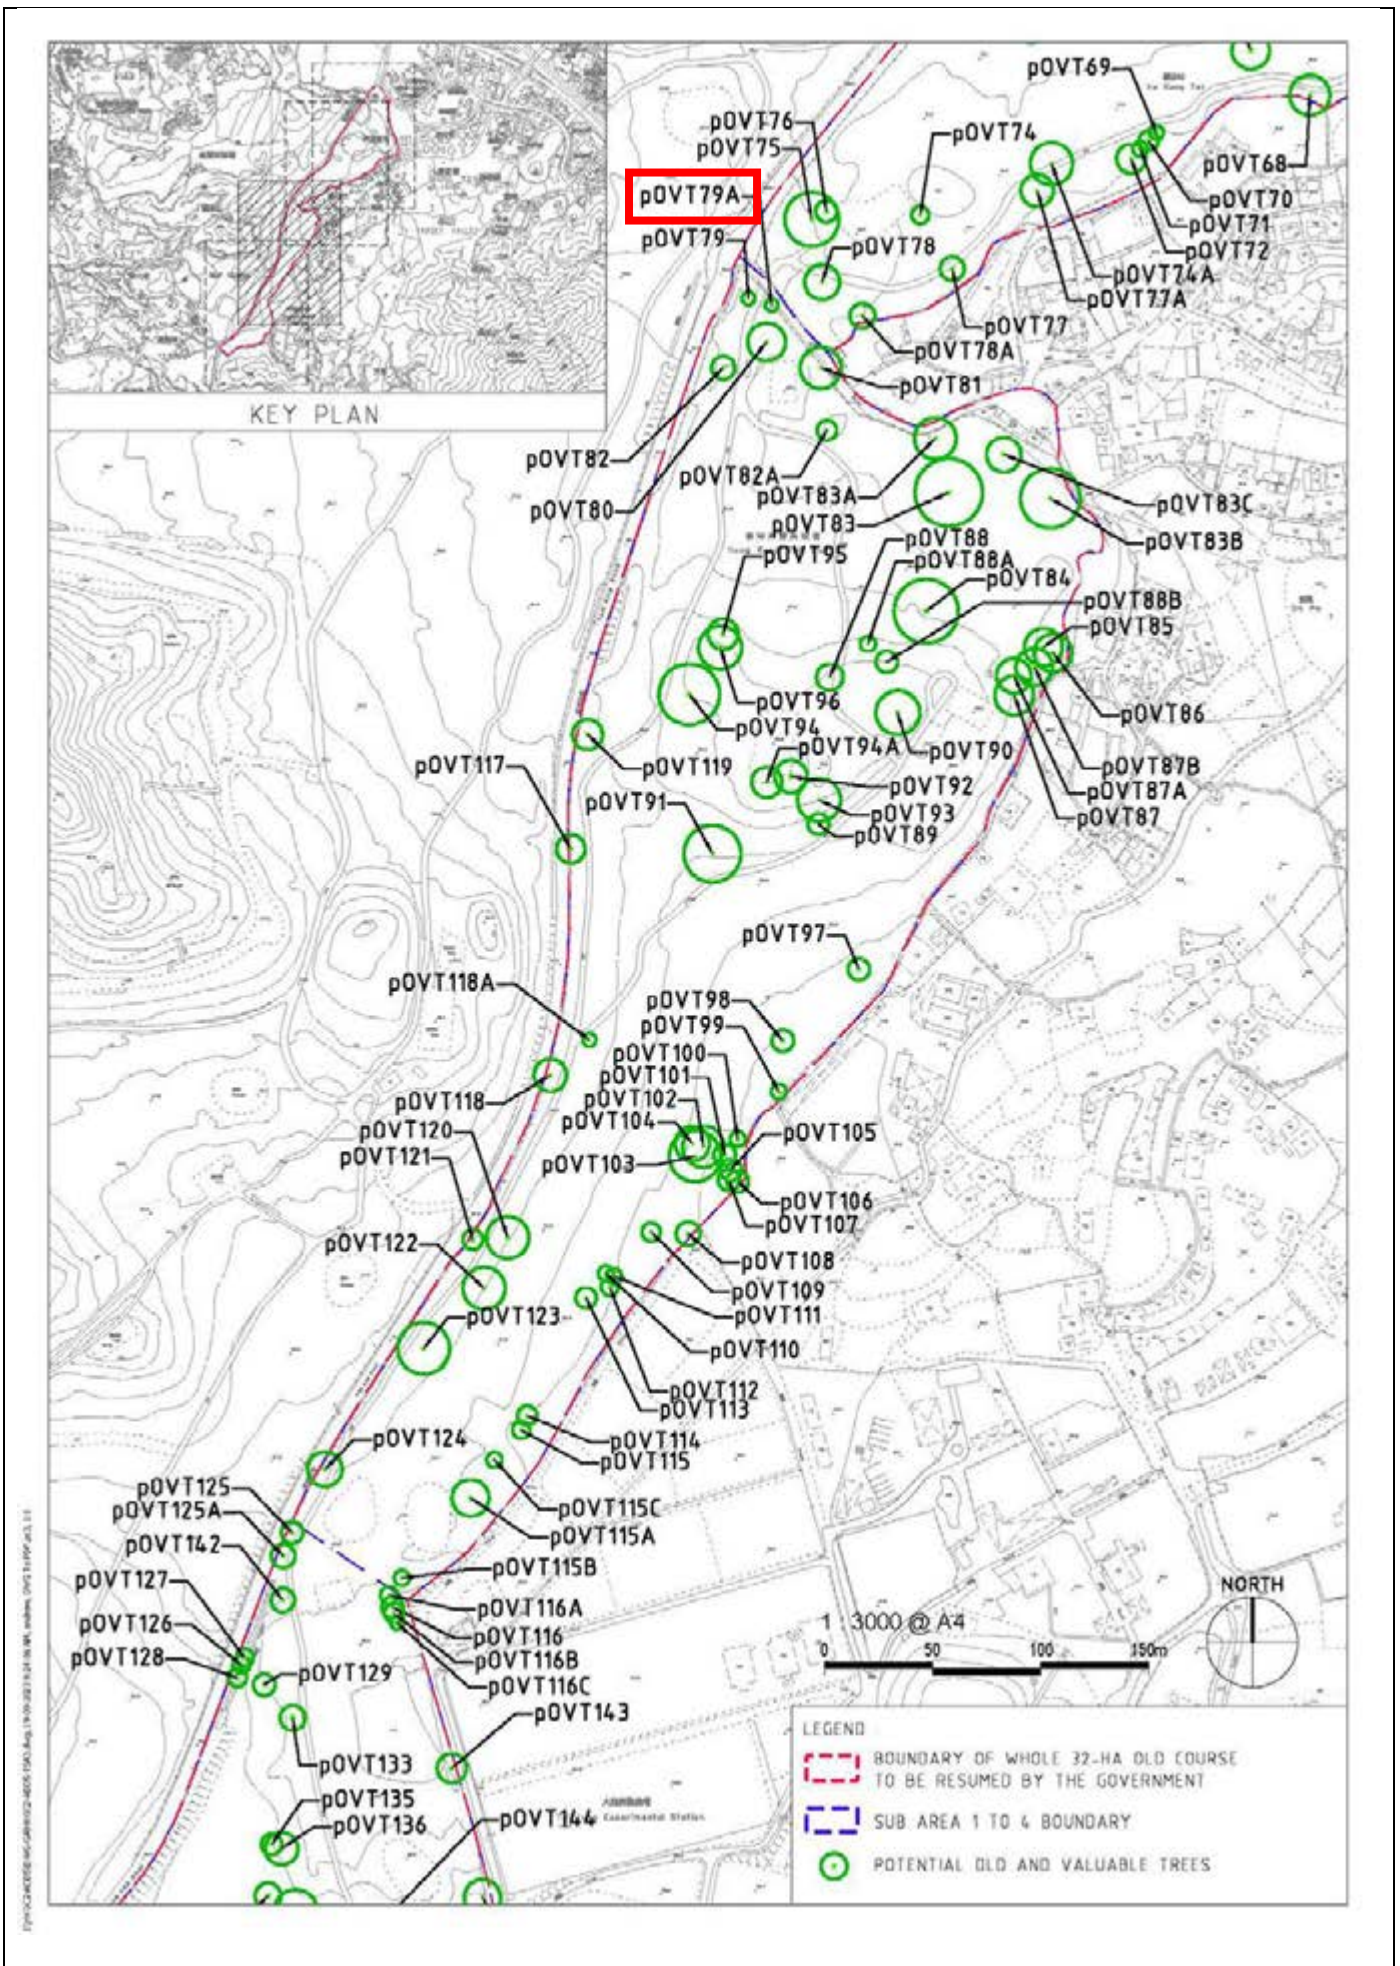 KEY PLAN
pOVT69
pOVT76
pOVT74
pOVT75
pOVT68
pOVT79A
pOVT70
pOVT71
pOVT79
pOVT78
pOVT72
pOVT74A
pOVT77A
pOVT77
pOVT78A
pOVT81
pOVT82
pOVT82A
pOVT83A
pOVT83C
pOVT80
pOVT83
pOVT88
pOVT83B
pOVT95
pOVT88A
pOVT84
pOVT88B
pOVT85
pOVT96
pOVT86
pOVT94
pOVT94A
pOVT90
pOVT117
pOVT119
pOVT87B
pOVT92
pOVT87A
pOVT91
pOVT93
pOVT87
pOVT89
pOVT97
pOVT118A
pOVT98
pOVT99
pOVT100
pOVT101
pOVT118
pOVT102
pOVT104
pOVT120
pOVT105
pOVT121
pOVT103
pOVT106
pOVT107
pOVT122
pOVT108
pOVT109
pOVT123
pOVT111
pOVT110
pOVT112
pOVT113
pOVT124
pOVT114
pOVT115
pOVT125
pOVT125A
pOVT115C
pOVT115A
pOVT142
pOVT115B
pOVT127
pOVT116A
pOVT126
pOVT116
pOVT128
pOVT116B
pOVT129
pOVT116C
pOVT143
pOVT133
pOVT135
pOVT136
pOVT144
Experimental Station
NORTH
1 : 3000 @ A4
0 50 100 150m
LEGEND
BOUNDARY OF WHOLE 32-HA OLD COURSE
TO BE RESUMED BY THE GOVERNMENT
SUB AREA 1 TO 4 BOUNDARY
POTENTIAL OLD AND VALUABLE TREES